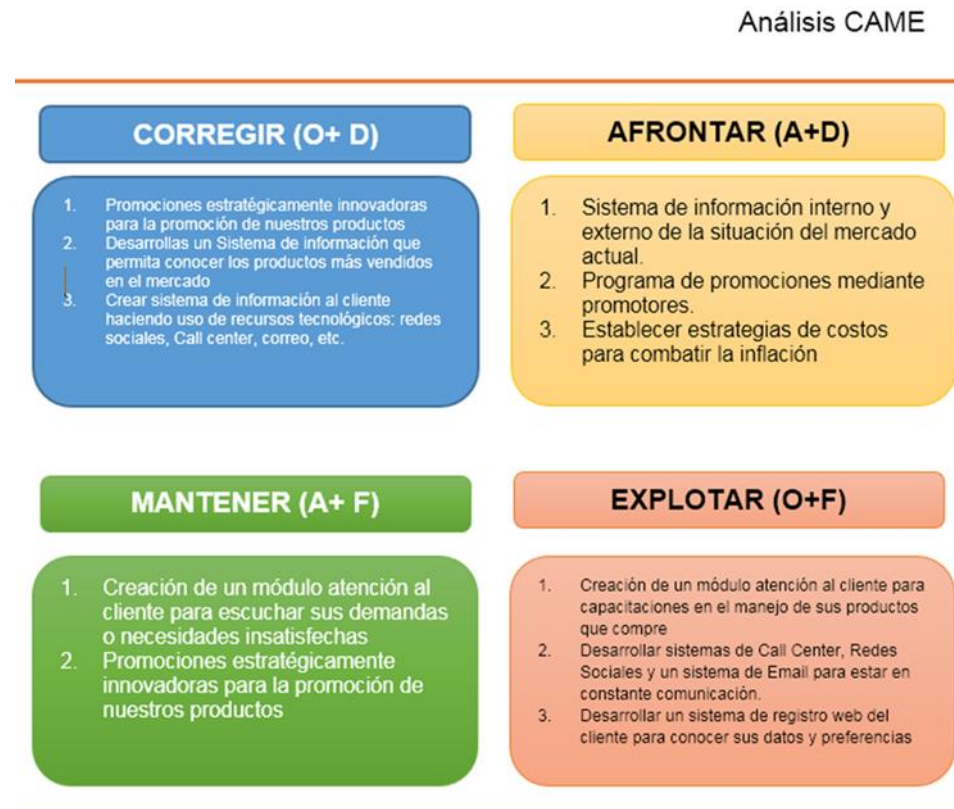 Análisis CAME
CORREGIR (O+ D)
1. Promociones estratégicamente innovadoras
para la promoción de nuestros productos
2. Desarrollas un Sistema de información que
permita conocer los productos más vendidos
en el mercado
3. Crear sistema de información al cliente
haciendo uso de recursos tecnológicos: redes
sociales, Call center, correo, etc.
AFRONTAR (A+D)
1. Sistema de información interno y
externo de la situación del mercado
actual.
2. Programa de promociones mediante
promotores.
3. Establecer estrategias de costos
para combatir la inflación
MANTENER (A+ F)
1. Creación de un módulo atención al
cliente para escuchar sus demandas
o necesidades insatisfechas
2. Promociones estratégicamente
innovadoras para la promoción de
nuestros productos
EXPLOTAR (O+F)
1. Creación de un módulo atención al cliente para
capacitaciones en el manejo de sus productos
que compre
2. Desarrollar sistemas de Call Center, Redes
Sociales y un sistema de Email para estar en
constante comunicación.
3. Desarrollar un sistema de registro web del
cliente para conocer sus datos y preferencias